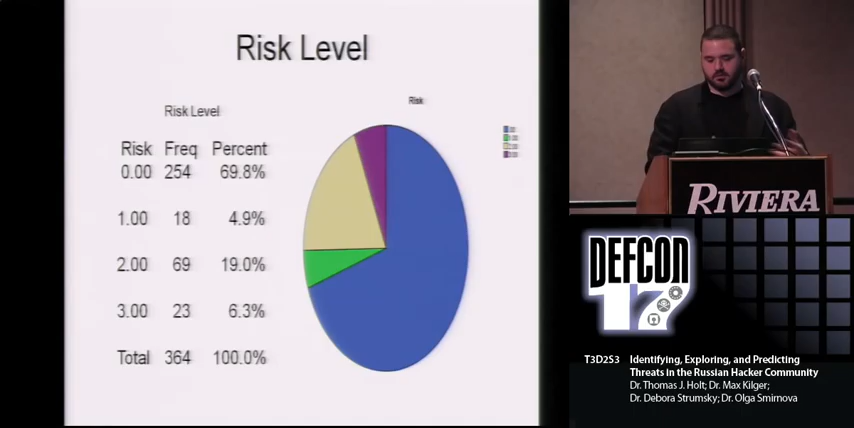 Risk Level
Risk
Risk Level
Risk Freq Percent
0.00 254 69.8%
1.00 18 4.9%
2.00 69 19.0%
3.00 23 6.3%
Total 364 100.0%
RIVIERA
DEFCON
17
T3D2S3 Identifying, Exploring, and Predicting
Threats in the Russian Hacker Community
Dr. Thomas J. Holt; Dr. Max Kilger;
Dr. Debora Strumsky; Dr. Olga Smirnova